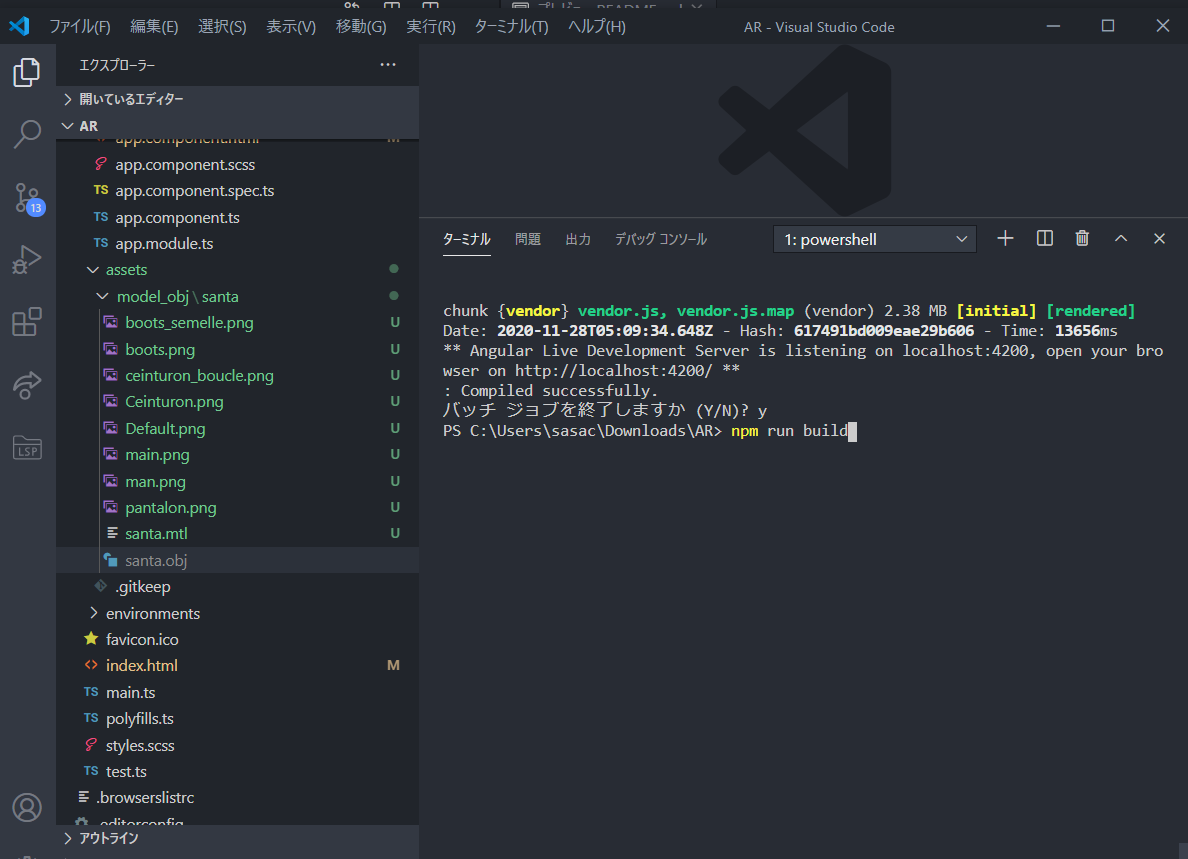 ファイル(F) 編集(E) 選択(S) 表示(V) 移動(G) 実行(R) ターミナル(T) ヘルプ(H) AR - Visual Studio Code
エクスプローラー
開いているエディター
AR
app.component.html M
app.component.scss
TS app.component.spec.ts
TS app.component.ts
TS app.module.ts
assets
model_obj \ santa
boots_semelle.png U
boots.png U
ceinturon_boucle.png U
Ceinturon.png U
Default.png U
main.png U
man.png U
pantalon.png U
santa.mtl U
santa.obj
.gitkeep
environments
favicon.ico
index.html M
TS main.ts
TS polyfills.ts
styles.scss
TS test.ts
.browserslistrc
.editorconfig
アウトライン
13
LSP
ターミナル 問題 出力 デバッグ コンソール 1: powershell
chunk {vendor} vendor.js, vendor.js.map (vendor) 2.38 MB [initial] [rendered]
Date: 2020-11-28T05:09:34.648Z - Hash: 617491bd009eae29b606 - Time: 13656ms
** Angular Live Development Server is listening on localhost:4200, open your bro
wser on http://localhost:4200/ **
: Compiled successfully.
バッチ ジョブを終了しますか (Y/N)? y
PS C:\Users\sasac\Downloads\AR> npm run build